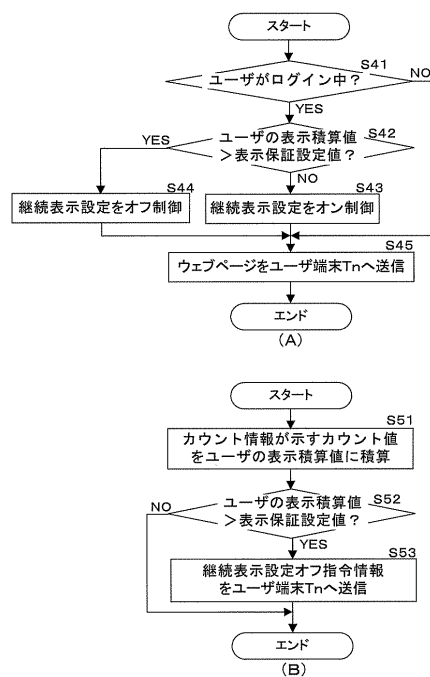 スタート
S41
ユーザがログイン中？
NO
YES
S42
ユーザの表示積算値
＞表示保証設定値？
YES
NO
S44
継続表示設定をオフ制御
S43
継続表示設定をオン制御
S45
ウェブページをユーザ端末Tnへ送信
エンド
(A)
スタート
S51
カウント情報が示すカウント値
をユーザの表示積算値に積算
S52
ユーザの表示積算値
＞表示保証設定値？
NO
YES
S53
継続表示設定オフ指令情報
をユーザ端末Tnへ送信
エンド
(B)